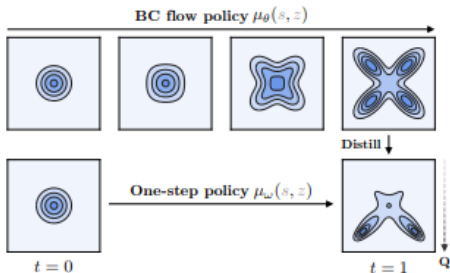 BC flow policy μθ(s, z)
Distill
One-step policy μω(s, z)
t = 0
t = 1
Q